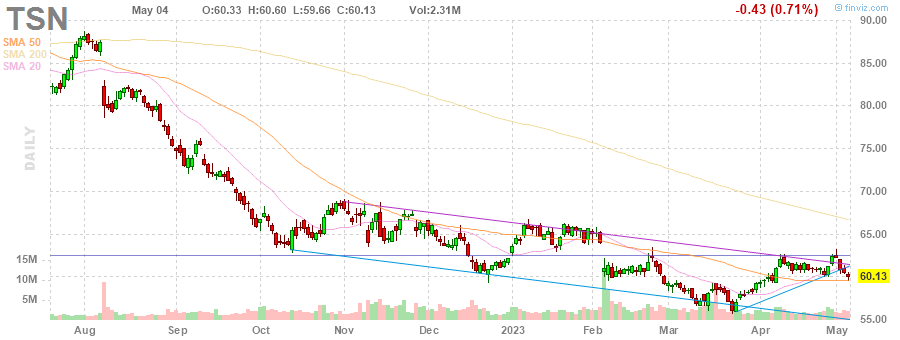 TSN May 04 O:60.33 H:60.60 L:59.66 C:60.13 Vol:2.31M -0.43 (0.71%) © finviz.com
90.00
SMA 50
SMA 200
SMA 20
85.00
80.00
DAILY
75.00
70.00
65.00
15M
60.13
10M
5M
55.00
Aug Sep Oct Nov Dec 2023 Feb Mar Apr May